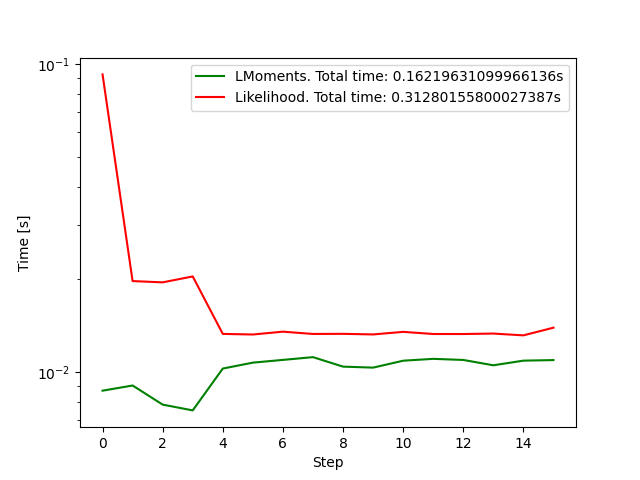 LMoments. Total time: 0.16219631099966136s
Likelihood. Total time: 0.31280155800027387s
Time [s]
10⁻¹
10⁻²
0 2 4 6 8 10 12 14
Step